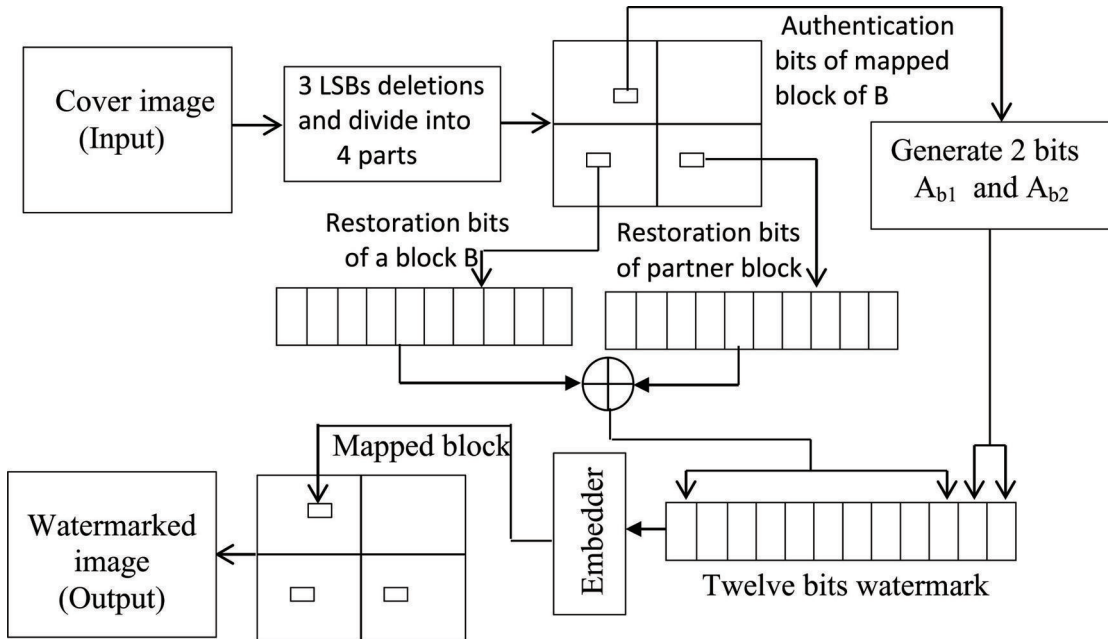 Cover image
(Input)
3 LSBs deletions
and divide into
4 parts
Authentication
bits of mapped
block of B
Generate 2 bits
Ab1 and Ab2
Restoration bits
of a block B
Restoration bits
of partner block
Mapped block
Watermarked
image
(Output)
Embedder
Twelve bits watermark